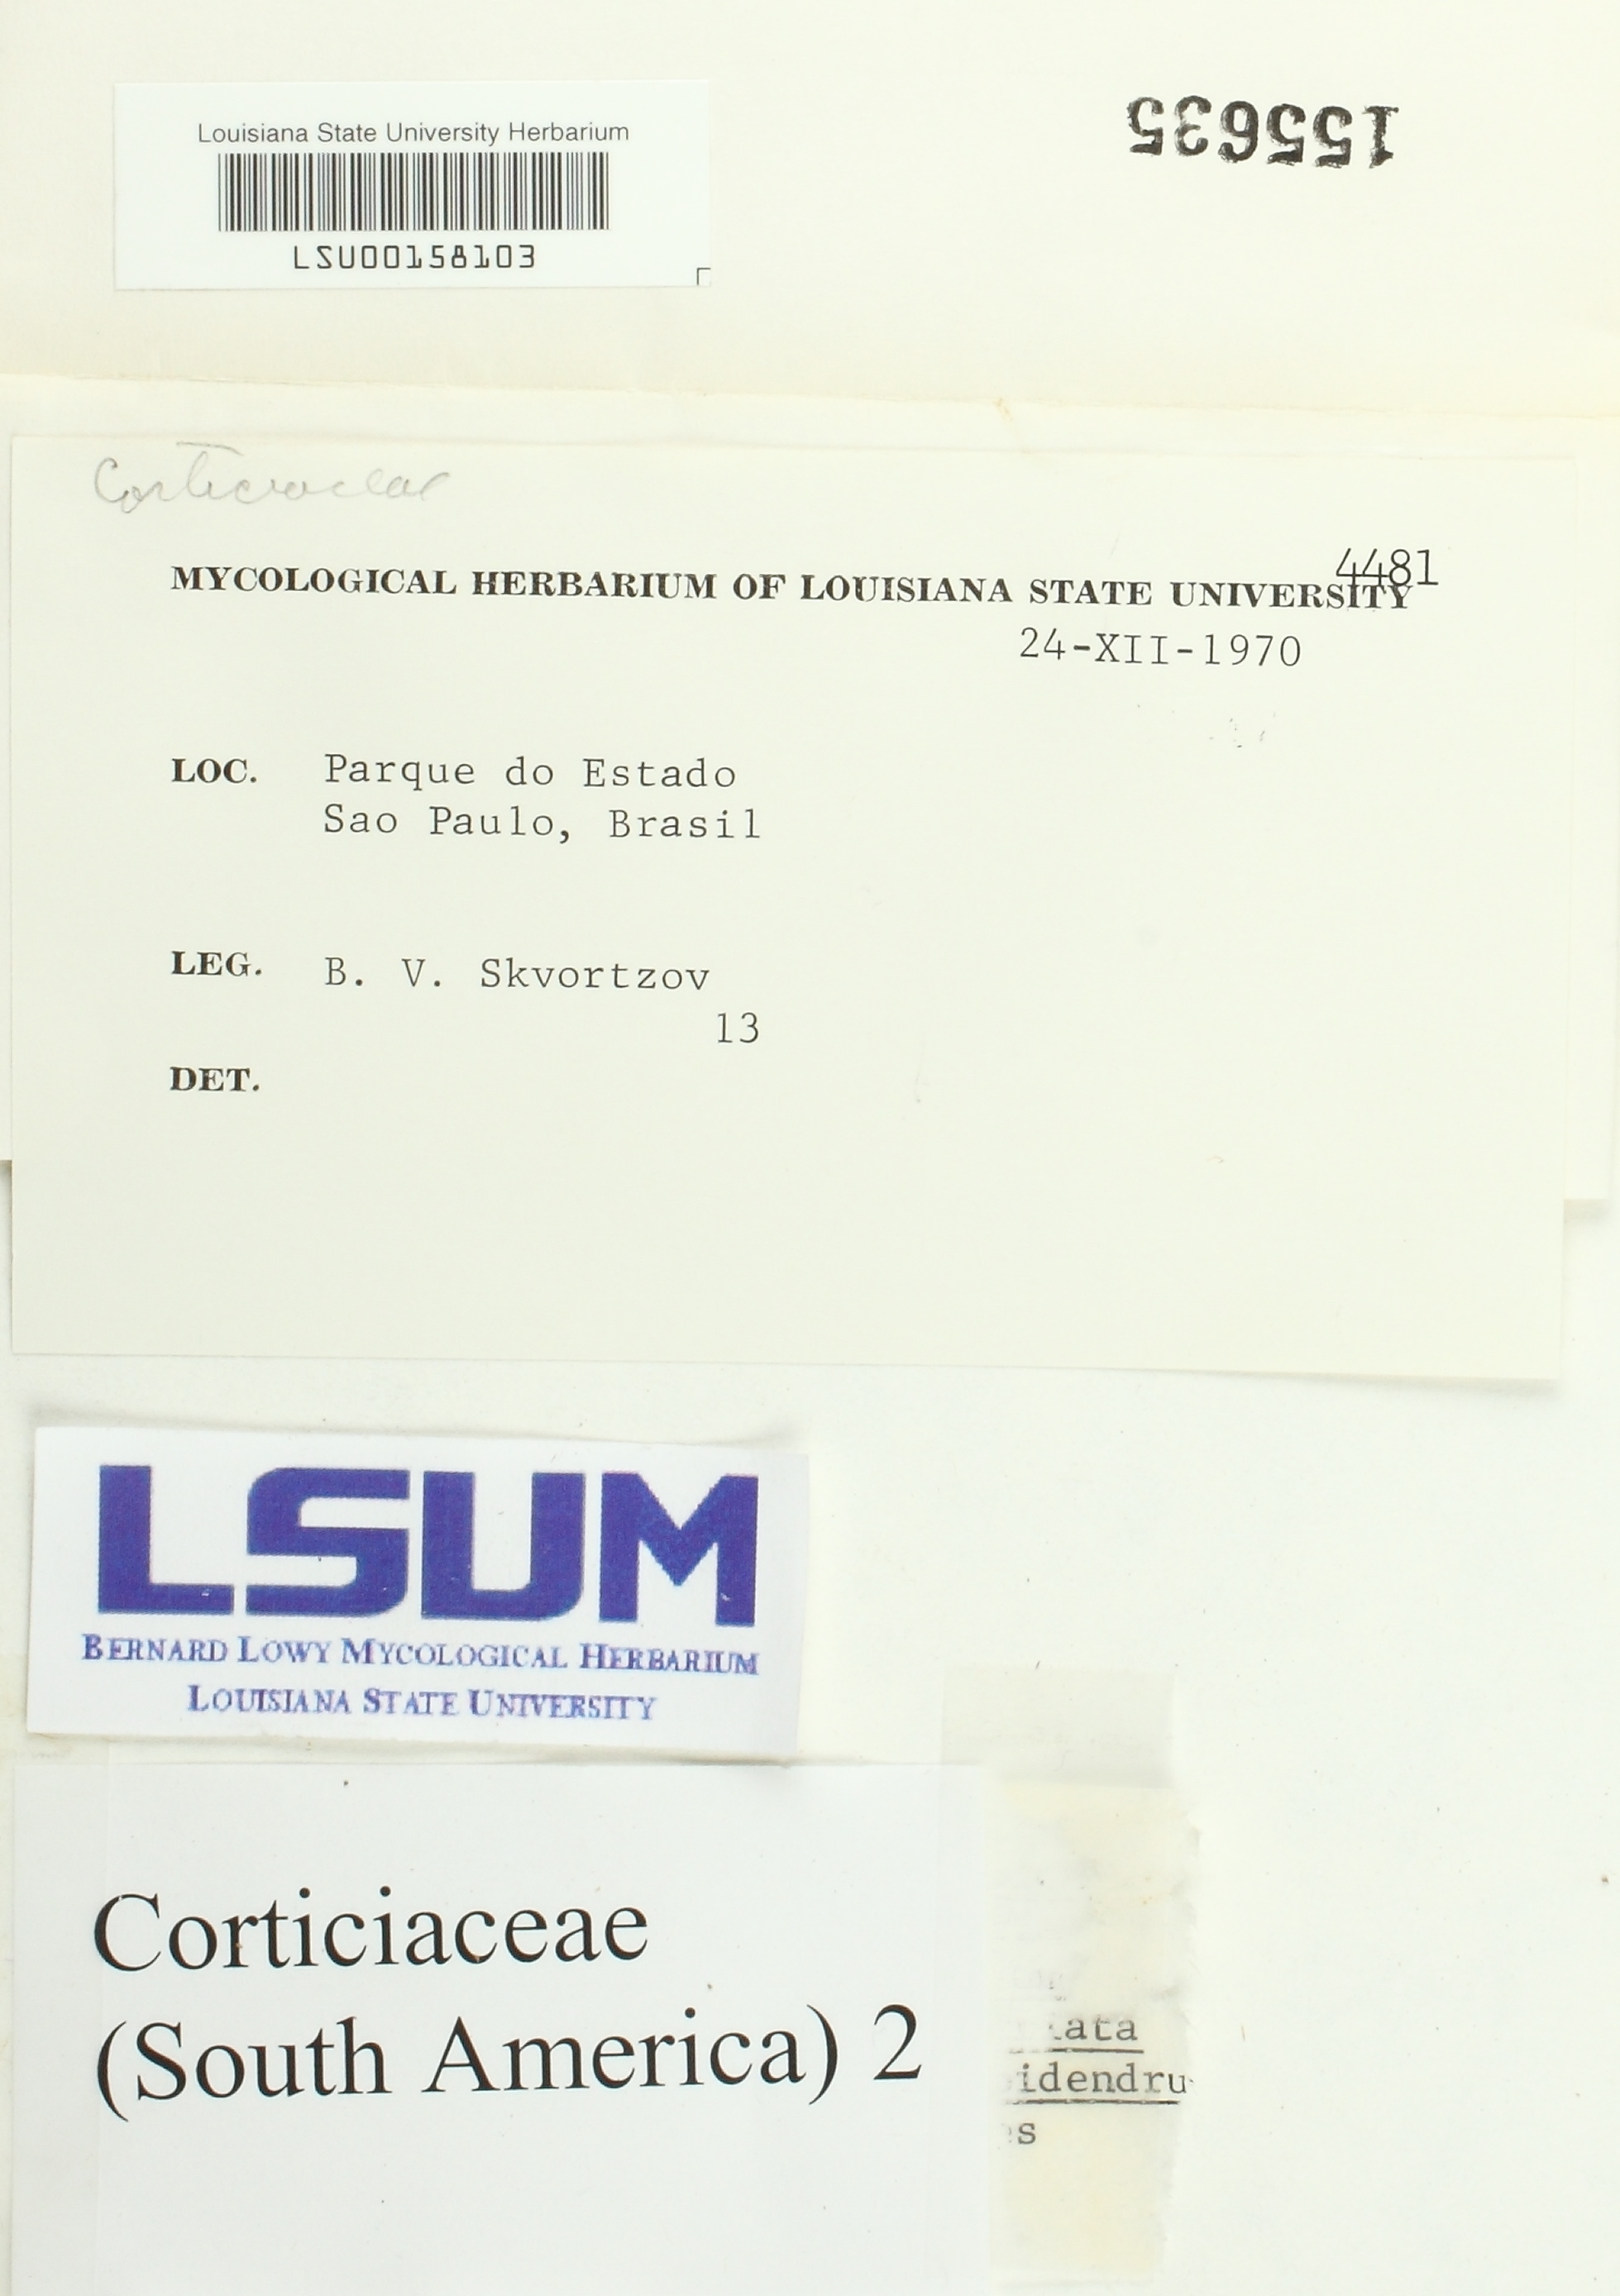 Louisiana State University Herbarium
LSU00158103
155635
Corticiaceae
4481
MYCOLOGICAL HERBARIUM OF LOUISIANA STATE UNIVERSITY
24-XII-1970
LOC. Parque do Estado
Sao Paulo, Brasil
LEG. B. V. Skvortzov
13
DET.
LSUM
BERNARD LOWY MYCOLOGICAL HERBARIUM
LOUISIANA STATE UNIVERSITY
Corticiaceae
(South America) 2